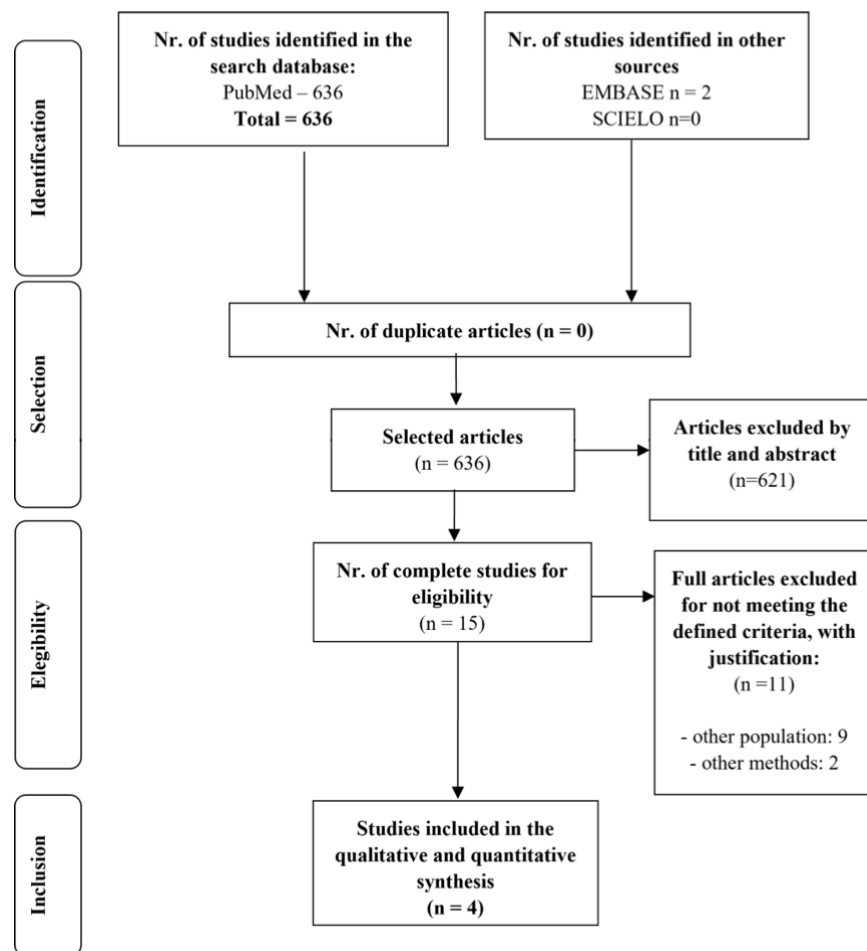 Identification
Nr. of studies identified in the
search database:
PubMed – 636
Total = 636
Nr. of studies identified in other
sources
EMBASE n = 2
SCIELO n=0
Selection
Nr. of duplicate articles (n = 0)
Selected articles
(n = 636)
Articles excluded by
title and abstract
(n=621)
Elegibility
Nr. of complete studies for
eligibility
(n = 15)
Full articles excluded
for not meeting the
defined criteria, with
justification:
(n =11)
- other population: 9
- other methods: 2
Inclusion
Studies included in the
qualitative and quantitative
synthesis
(n = 4)